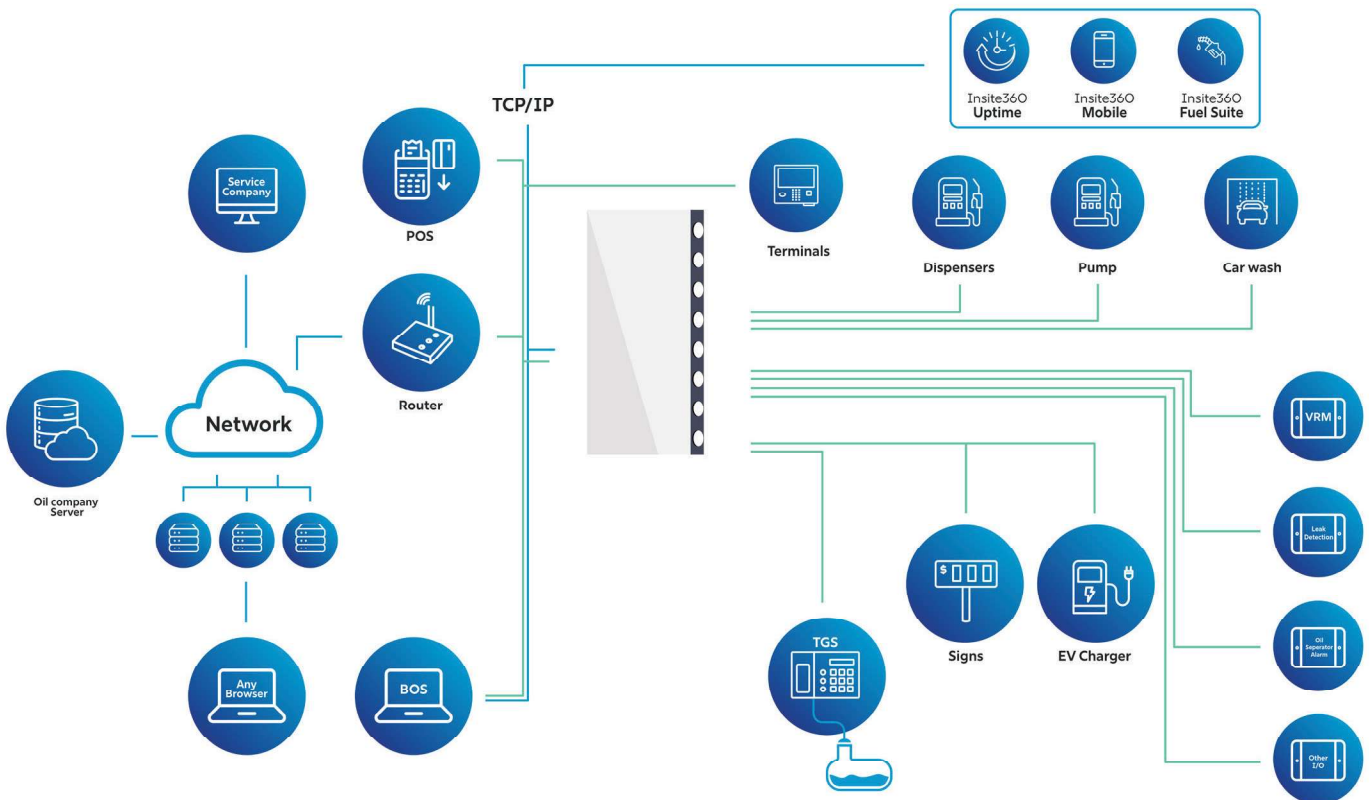 Insite360
Uptime
Insite360
Mobile
Insite360
Fuel Suite
TCP/IP
Service
Company
POS
Terminals
Dispensers
Pump
Car wash
Router
Network
Oil company
Server
VRM
Leak
Detection
$
Signs
EV Charger
Oil
Seperator
Alarm
TGS
Any
Browser
BOS
Other
I/O